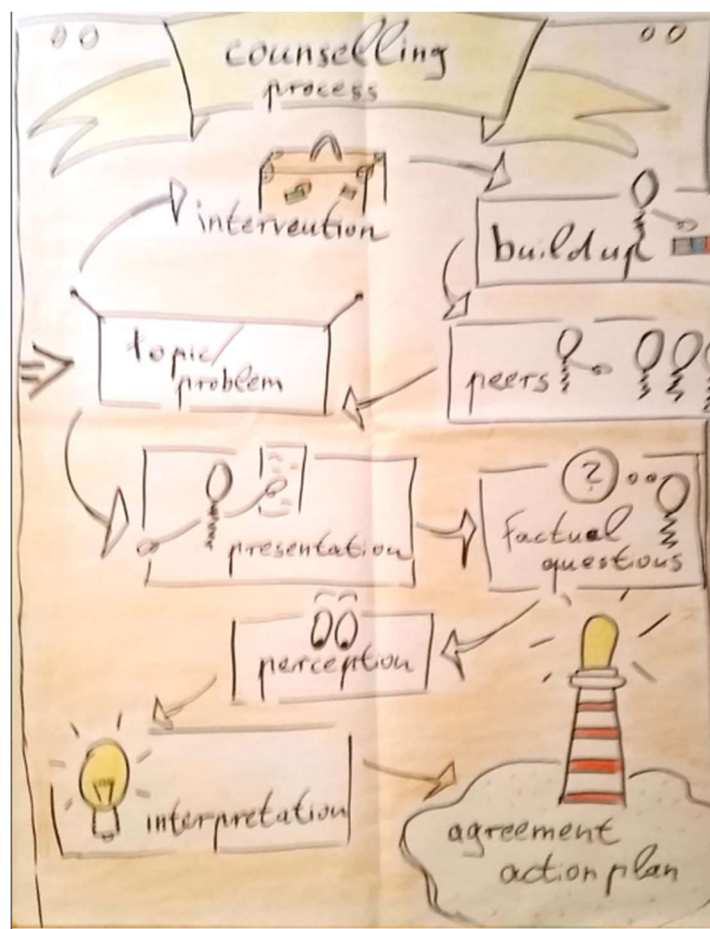 counselling
process
intervention
buildup
topic/
problem
peers
presentation
?
factual
questions
perception
interpretation
agreement
action plan